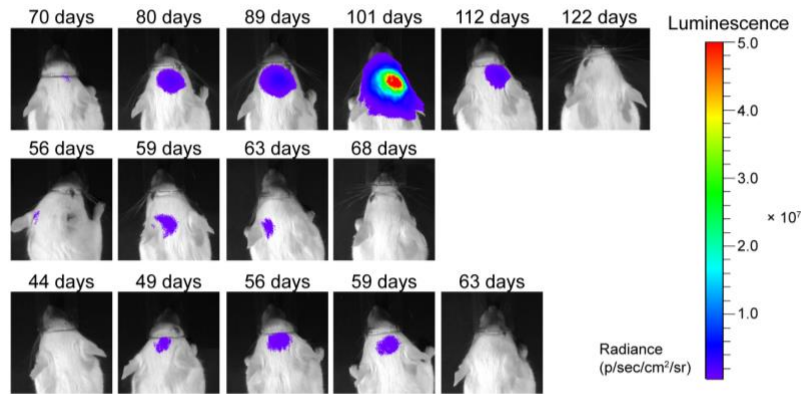 70 days 80 days 89 days 101 days 112 days 122 days
Luminescence
5.0
4.0
3.0
× 10⁷
2.0
1.0
56 days 59 days 63 days 68 days
44 days 49 days 56 days 59 days 63 days
Radiance
(p/sec/cm²/sr)